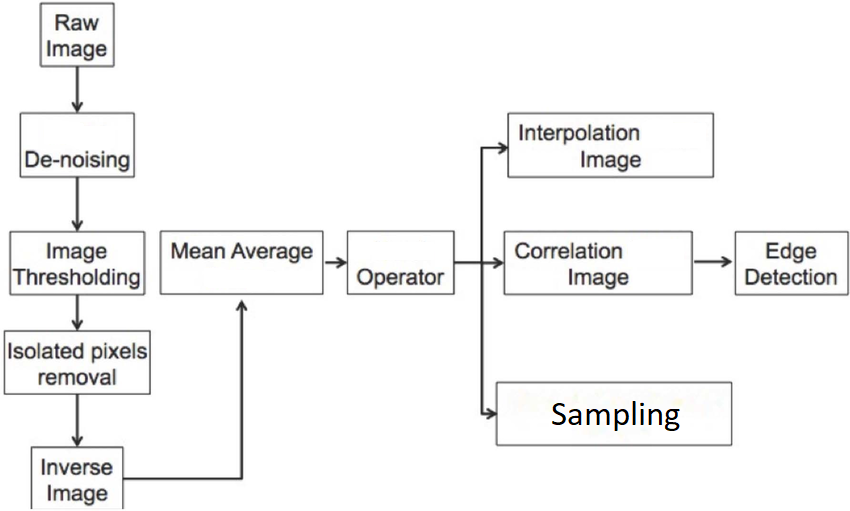 Raw
Image
De-noising
Image
Thresholding
Isolated pixels
removal
Inverse
Image
Mean Average
Operator
Interpolation
Image
Correlation
Image
Edge
Detection
Sampling